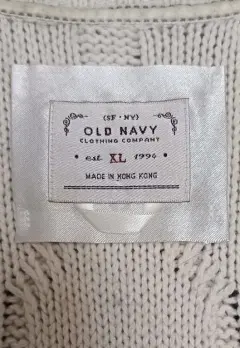 (SF · NY)
OLD NAVY
CLOTHING COMPANY
• est. XL 1994 •
MADE IN HONG KONG